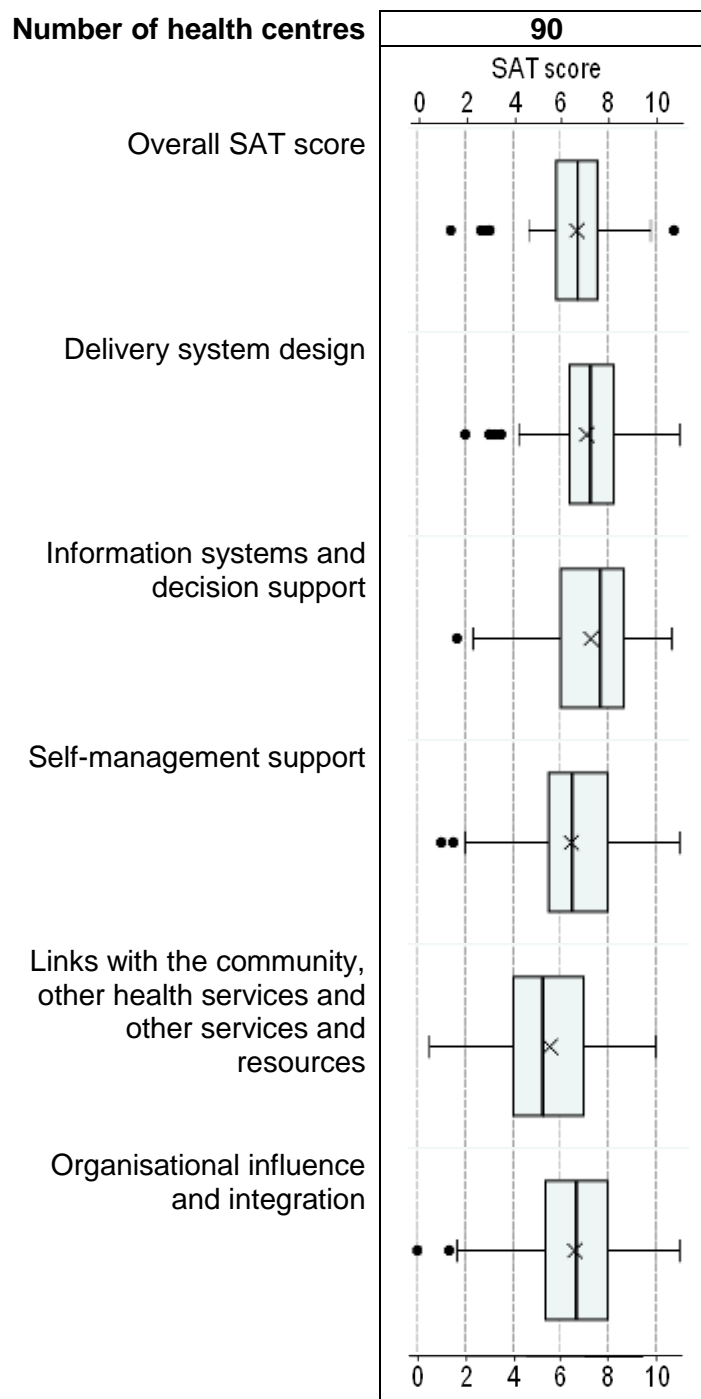 Number of health centres 90
SAT score
0 2 4 6 8 10
Overall SAT score
Delivery system design
Information systems and
decision support
Self-management support
Links with the community,
other health services and
other services and
resources
Organisational influence
and integration
0 2 4 6 8 10